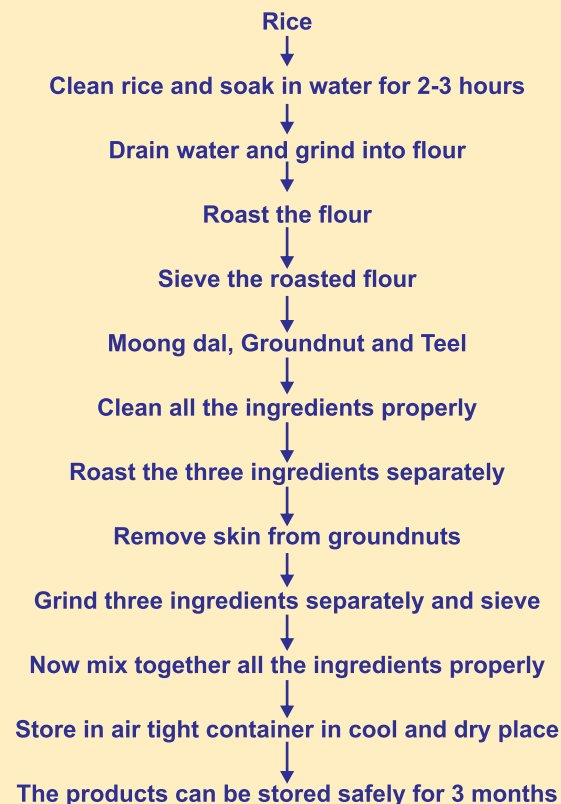 Rice
Clean rice and soak in water for 2-3 hours
Drain water and grind into flour
Roast the flour
Sieve the roasted flour
Moong dal, Groundnut and Teel
Clean all the ingredients properly
Roast the three ingredients separately
Remove skin from groundnuts
Grind three ingredients separately and sieve
Now mix together all the ingredients properly
Store in air tight container in cool and dry place
The products can be stored safely for 3 months